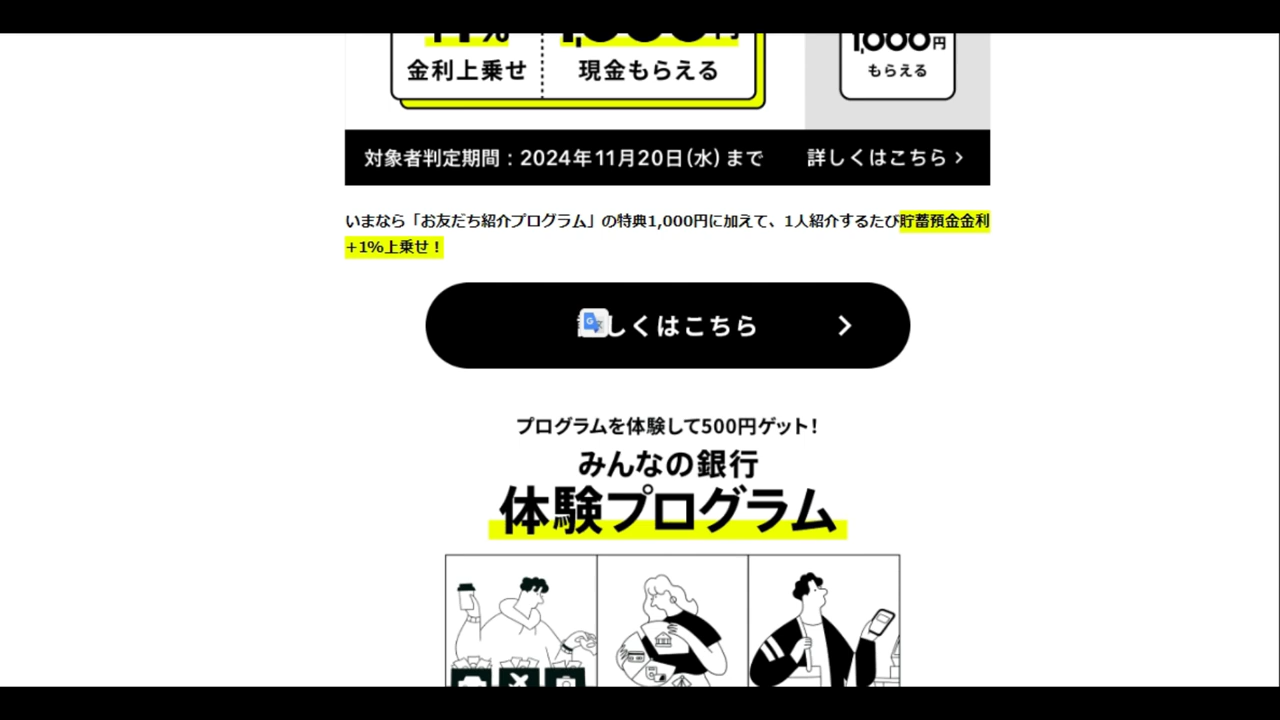 金利上乗せ
現金もらえる
1,000円
もらえる
対象者判定期間：2024年11月20日(水) まで
詳しくはこちら
いまなら「お友だち紹介プログラム」の特典1,000円に加えて、1人紹介するたび貯蓄預金金利
+1%上乗せ！
しくはこちら
プログラムを体験して500円ゲット!
みんなの銀行
体験プログラム